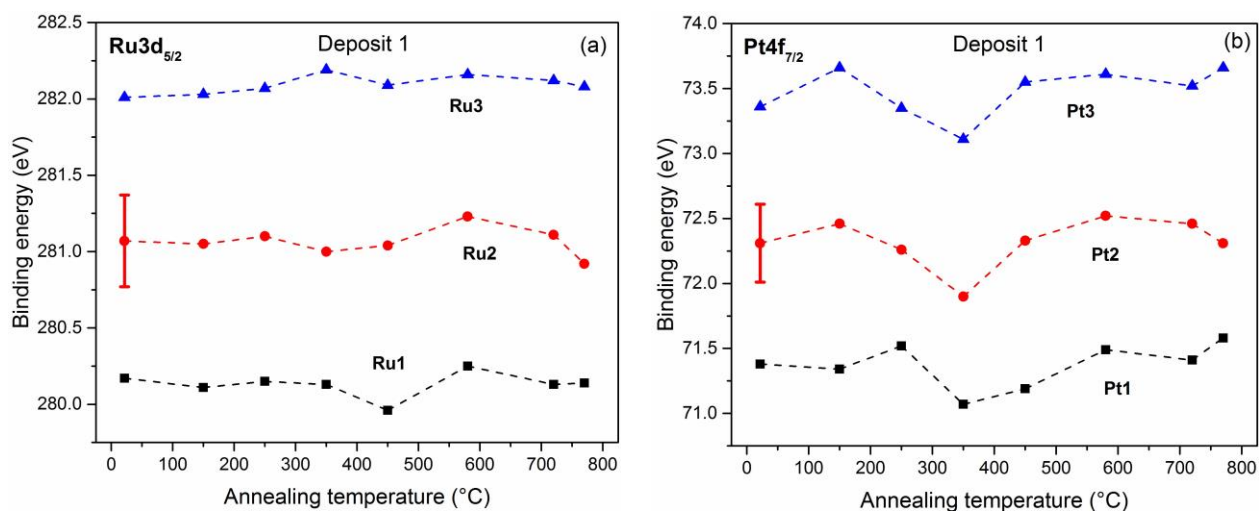 Ru3d5/2
Deposit 1
(a)
282.5
282.0
281.5
281.0
280.5
280.0
Binding energy (eV)
Ru3
Ru2
Ru1
0 100 200 300 400 500 600 700 800
Annealing temperature (°C)
Pt4f7/2
Deposit 1
(b)
74.0
73.5
73.0
72.5
72.0
71.5
71.0
Binding energy (eV)
Pt3
Pt2
Pt1
0 100 200 300 400 500 600 700 800
Annealing temperature (°C)